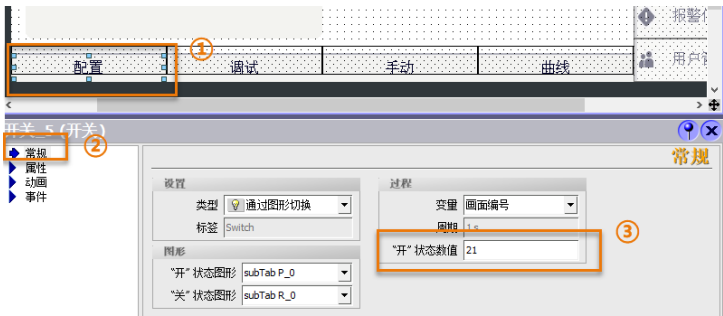 报警
①
配置 调试 手动 曲线
用户
开关_5 (开关)
常规
②
常规
属性
动画
事件
设置
类型 通过图形切换
标签 Switch
图形
“开” 状态图形 subTab P_0
“关” 状态图形 subTab R_0
过程
变量 画面编号
周期 1 s
③
“开” 状态数值 21